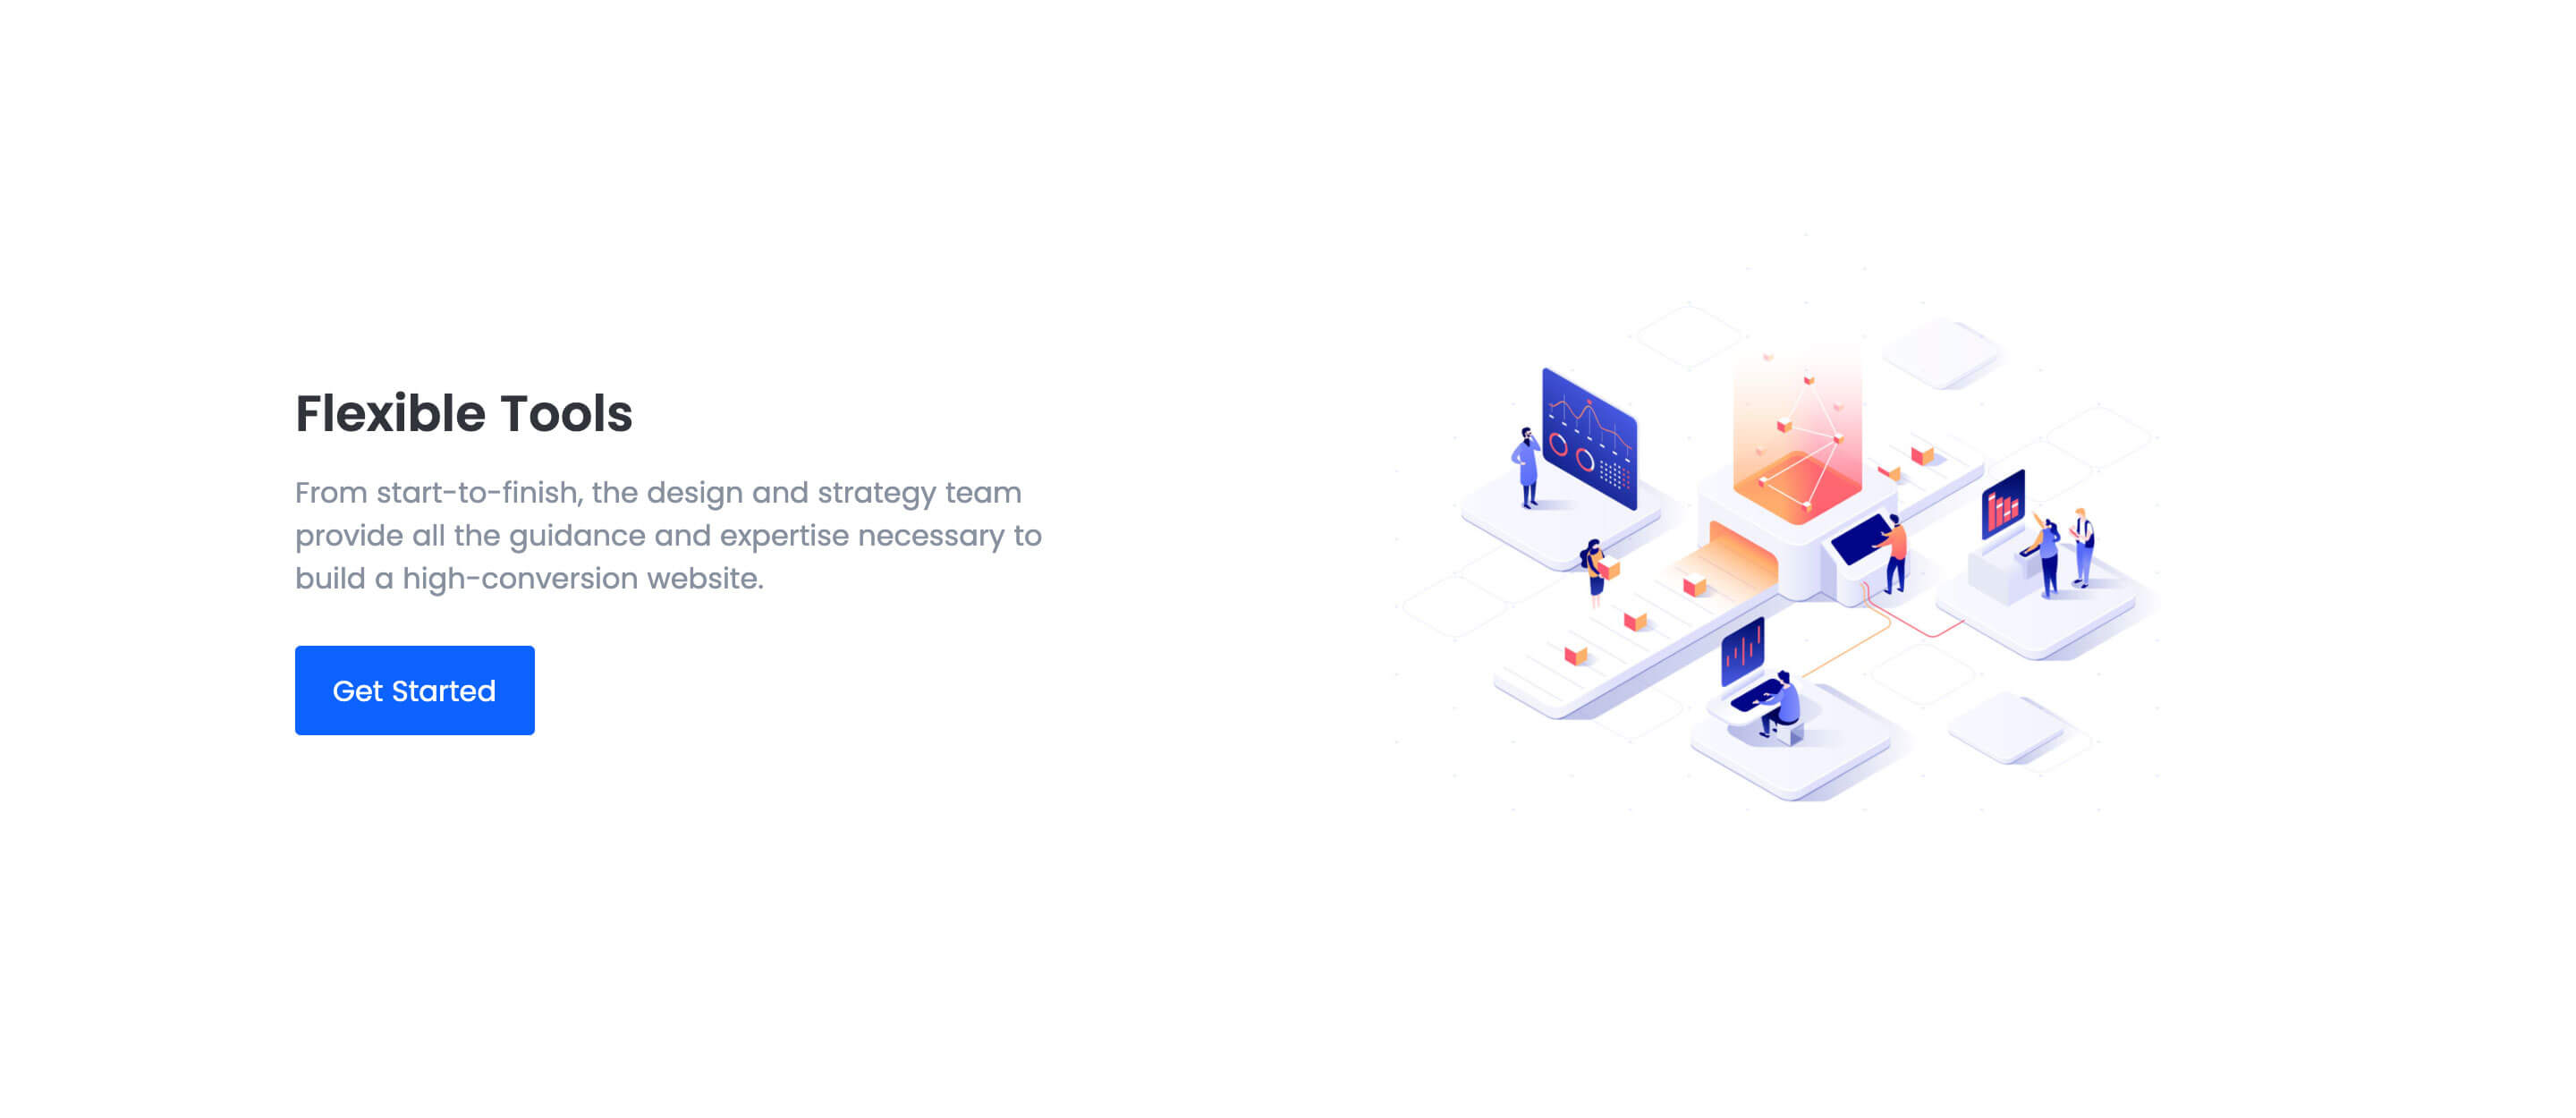 Flexible Tools
From start-to-finish, the design and strategy team
provide all the guidance and expertise necessary to
build a high-conversion website.
Get Started